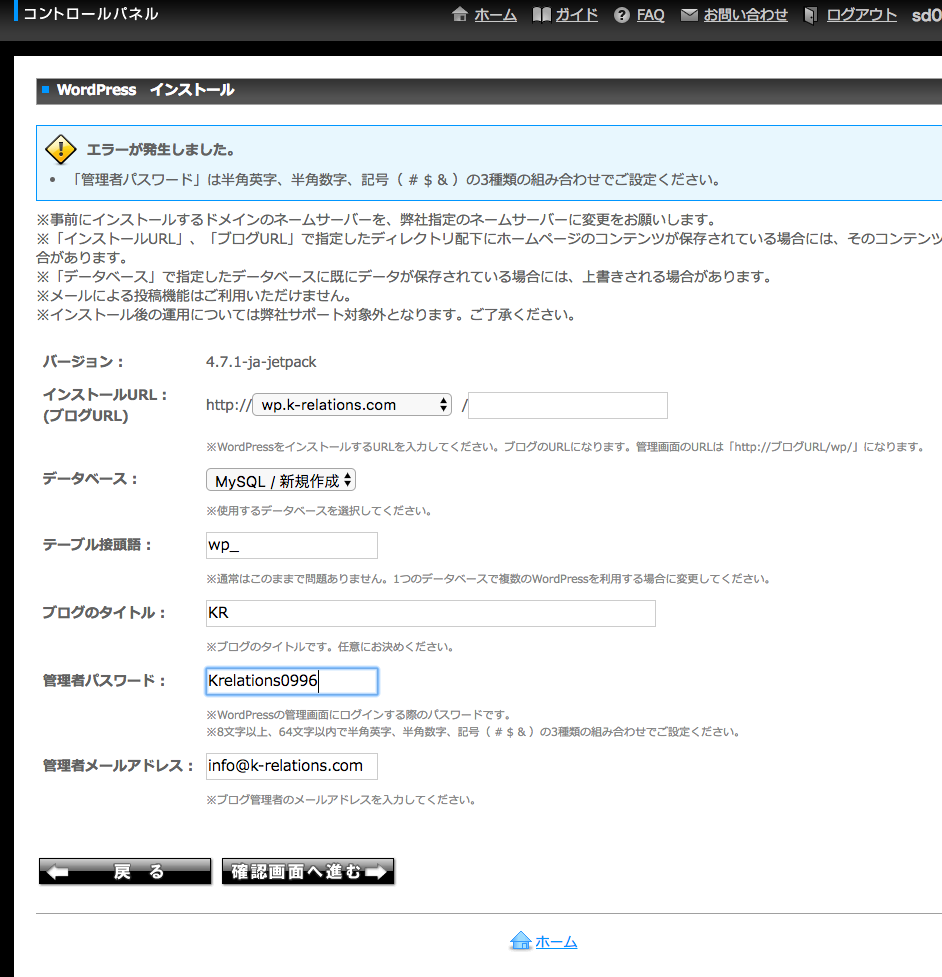 コントロールパネル
ホーム ガイド FAQ お問い合わせ ログアウト sd0
WordPress インストール
エラーが発生しました。
• 「管理者パスワード」は半角英字、半角数字、記号（ # $ & ）の3種類の組み合わせでご設定ください。
※事前にインストールするドメインのネームサーバーを、弊社指定のネームサーバーに変更をお願いします。
※「インストールURL」、「ブログURL」で指定したディレクトリ配下にホームページのコンテンツが保存されている場合には、そのコンテンツ
合があります。
※「データベース」で指定したデータベースに既にデータが保存されている場合には、上書きされる場合があります。
※メールによる投稿機能はご利用いただけません。
※インストール後の運用については弊社サポート対象外となります。ご了承ください。
バージョン： 4.7.1-ja-jetpack
インストールURL： http:// wp.k-relations.com /
(ブログURL)
※WordPressをインストールするURLを入力してください。ブログのURLになります。管理画面のURLは「http://ブログURL/wp/」になります。
データベース： MySQL / 新規作成
※使用するデータベースを選択してください。
テーブル接頭語： wp_
※通常はこのままで問題ありません。1つのデータベースで複数のWordPressを利用する場合に変更してください。
ブログのタイトル： KR
※ブログのタイトルです。任意にお決めください。
管理者パスワード： Krelations0996
※WordPressの管理画面にログインする際のパスワードです。
※8文字以上、64文字以内で半角英字、半角数字、記号（ # $ & ）の3種類の組み合わせでご設定ください。
管理者メールアドレス： info@k-relations.com
※ブログ管理者のメールアドレスを入力してください。
戻る 確認画面へ進む
ホーム